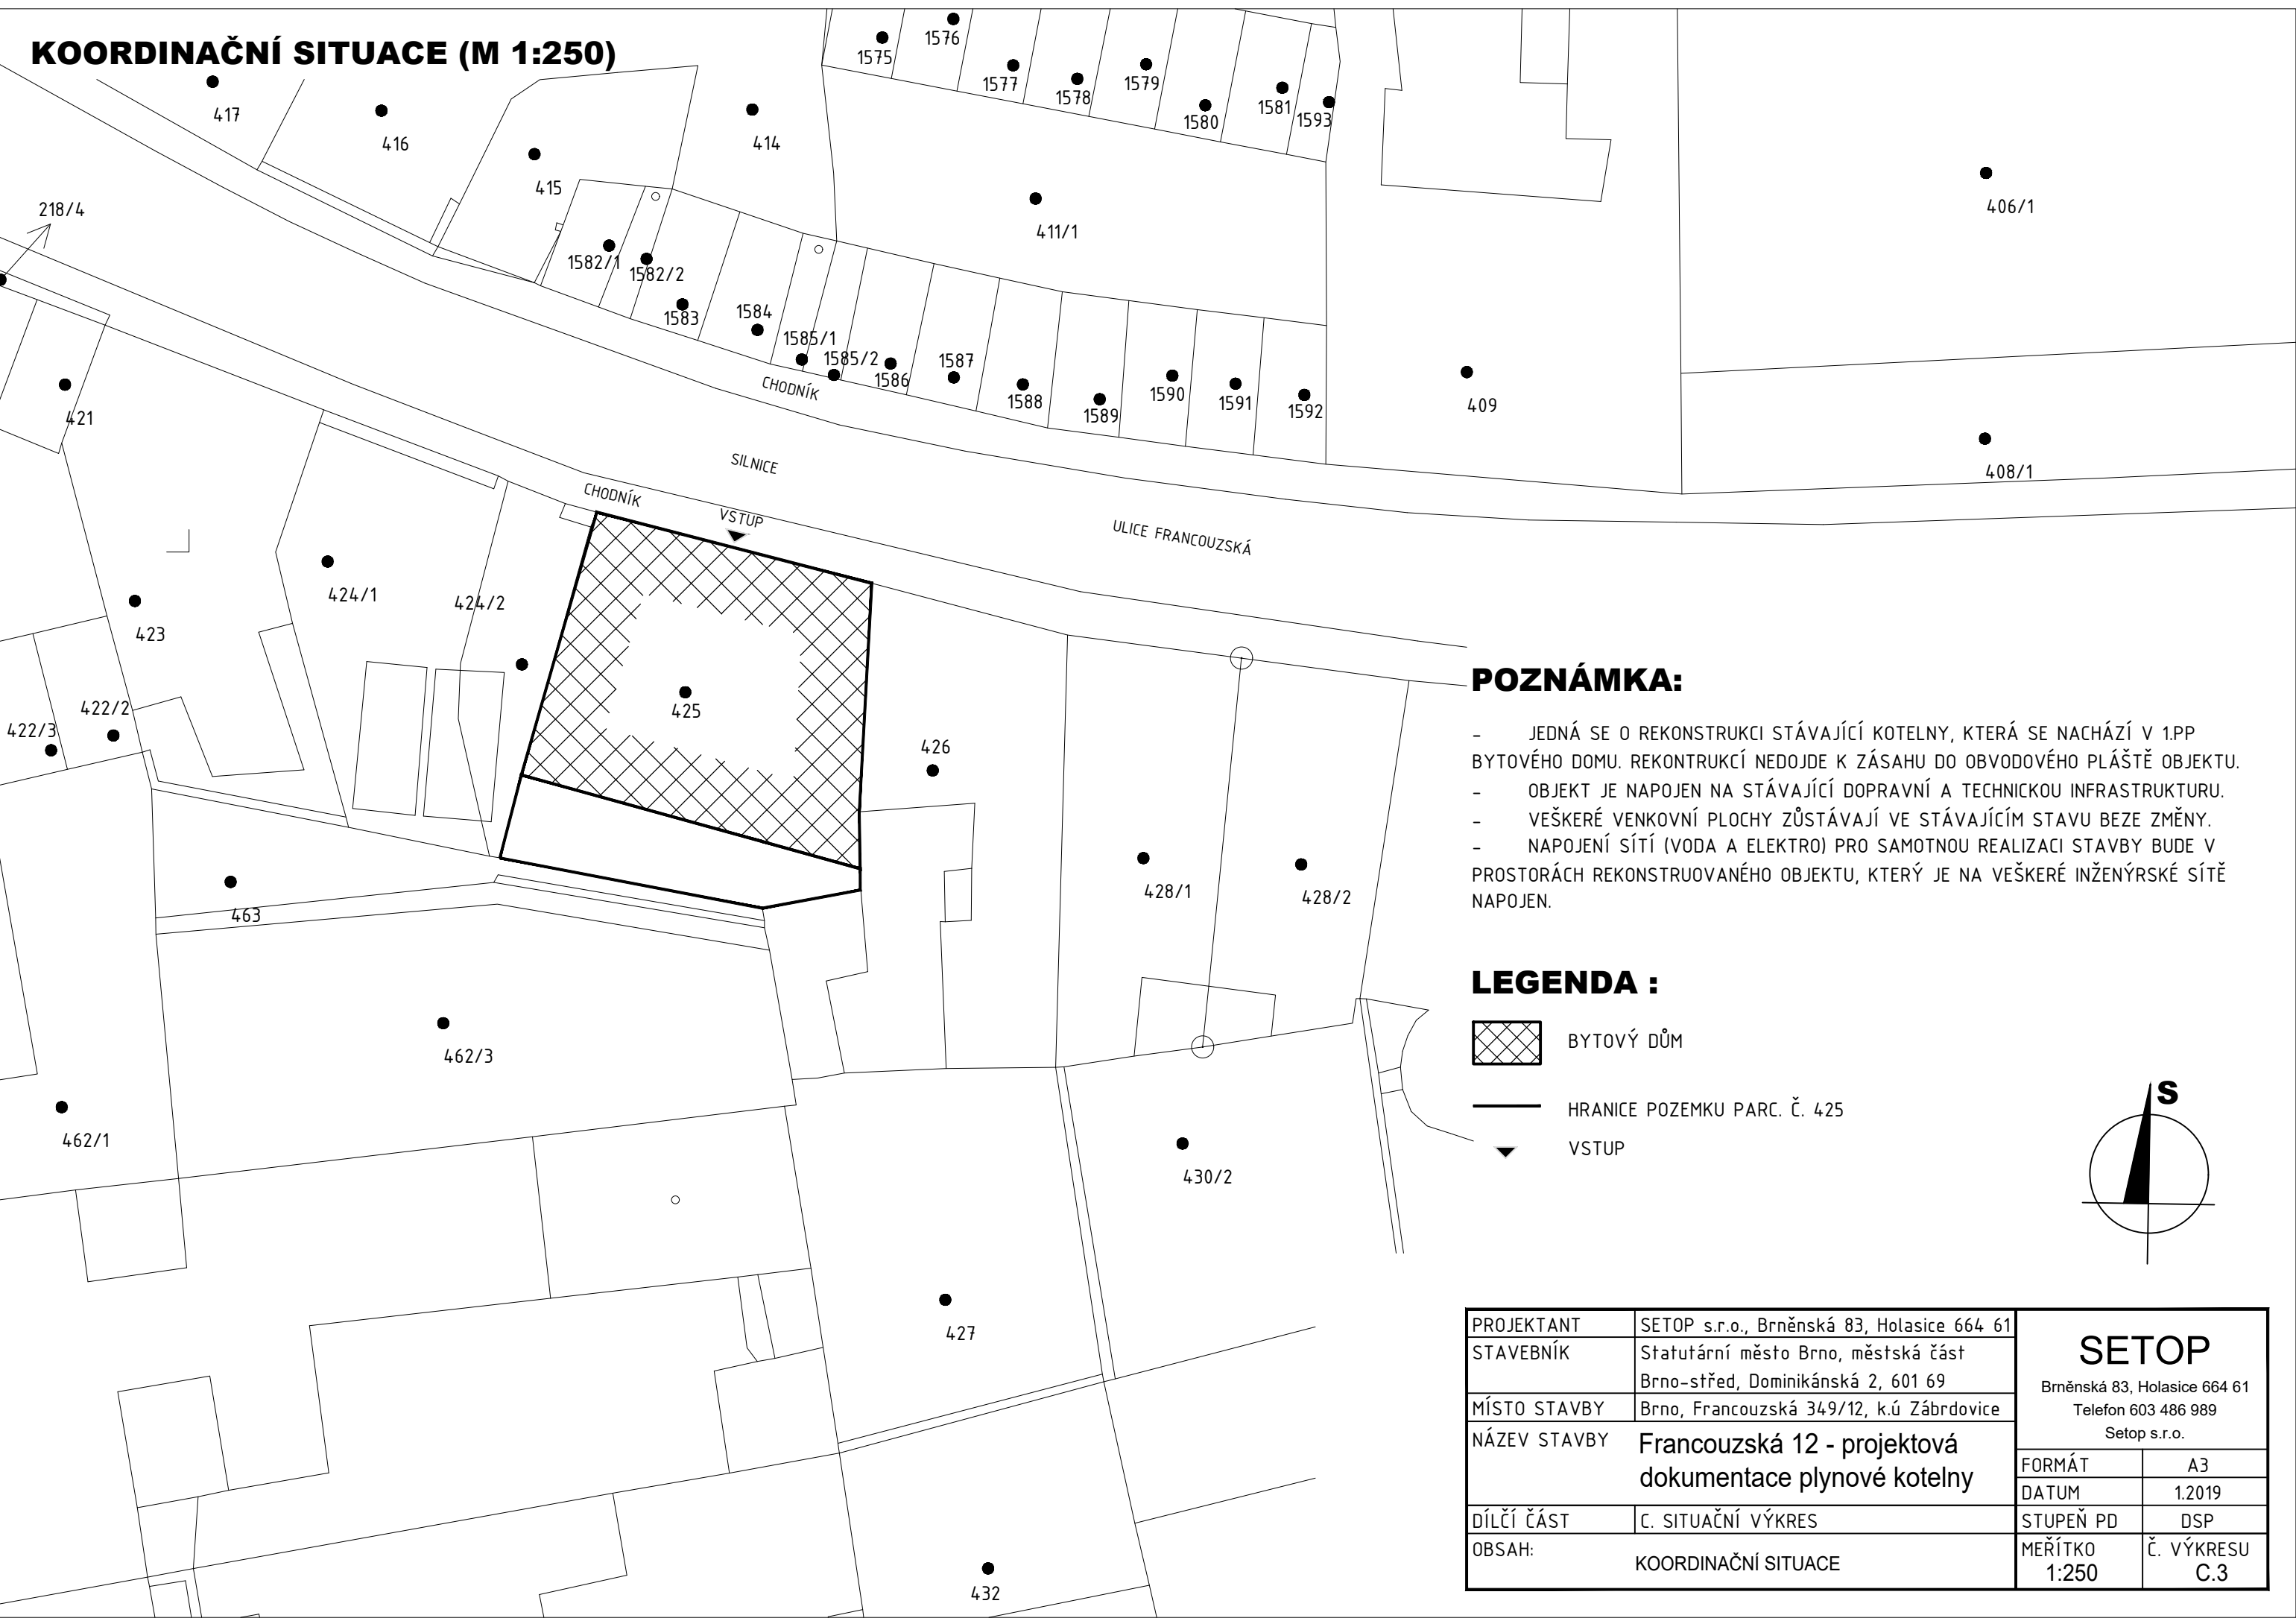 KOORDINAČNÍ SITUACE (M 1:250)
1575
1576
1577
1578
1579
1580
1581
1593
417
416
415
414
411/1
406/1
218/4
1582/1
1582/2
1583
1584
1585/1
1585/2
1586
1587
1588
1589
1590
1591
1592
409
408/1
421
CHODNÍK
SILNICE
CHODNÍK
VSTUP
ULICE FRANCOUZSKÁ
424/1
424/2
423
422/2
422/3
425
426
428/1
428/2
463
462/3
462/1
430/2
427
432
POZNÁMKA:
- JEDNÁ SE O REKONSTRUKCI STÁVAJÍCÍ KOTELNY, KTERÁ SE NACHÁZÍ V 1.PP
BYTOVÉHO DOMU. REKONTRUKCÍ NEDOJDE K ZÁSAHU DO OBVODOVÉHO PLÁŠTĚ OBJEKTU.
- OBJEKT JE NAPOJEN NA STÁVAJÍCÍ DOPRAVNÍ A TECHNICKOU INFRASTRUKTURU.
- VEŠKERÉ VENKOVNÍ PLOCHY ZŮSTÁVAJÍ VE STÁVAJÍCÍM STAVU BEZE ZMĚNY.
- NAPOJENÍ SÍTÍ (VODA A ELEKTRO) PRO SAMOTNOU REALIZACI STAVBY BUDE V
PROSTORÁCH REKONSTRUOVANÉHO OBJEKTU, KTERÝ JE NA VEŠKERÉ INŽENÝRSKÉ SÍTĚ
NAPOJEN.
LEGENDA :
BYTOVÝ DŮM
HRANICE POZEMKU PARC. Č. 425
VSTUP
S
PROJEKTANT SETOP s.r.o., Brněnská 83, Holasice 664 61
STAVEBNÍK Statutární město Brno, městská část
Brno-střed, Dominikánská 2, 601 69
MÍSTO STAVBY Brno, Francouzská 349/12, k.ú Zábrdovice
NÁZEV STAVBY Francouzská 12 - projektová
dokumentace plynové kotelny
DÍLČÍ ČÁST C. SITUAČNÍ VÝKRES
OBSAH: KOORDINAČNÍ SITUACE
SETOP
Brněnská 83, Holasice 664 61
Telefon 603 486 989
Setop s.r.o.
FORMÁT A3
DATUM 1.2019
STUPEŇ PD DSP
MEŘÍTKO Č. VÝKRESU
1:250 C.3